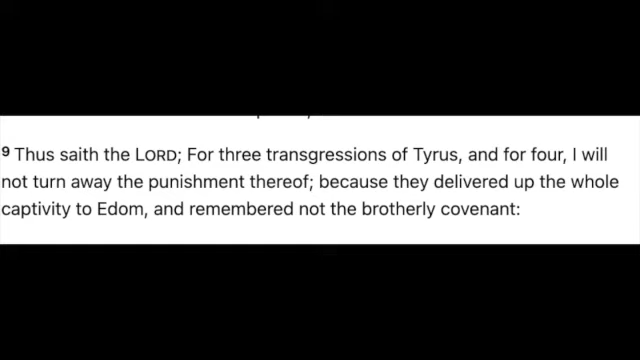 9 Thus saith the LORD; For three transgressions of Tyrus, and for four, I will
not turn away the punishment thereof; because they delivered up the whole
captivity to Edom, and remembered not the brotherly covenant: